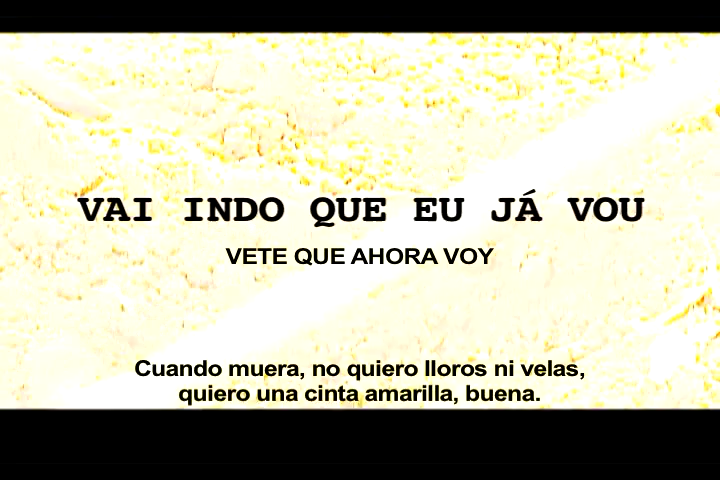 VAI INDO QUE EU JÁ VOU
VETE QUE AHORA VOY
Cuando muera, no quiero lloros ni velas,
quiero una cinta amarilla, buena.